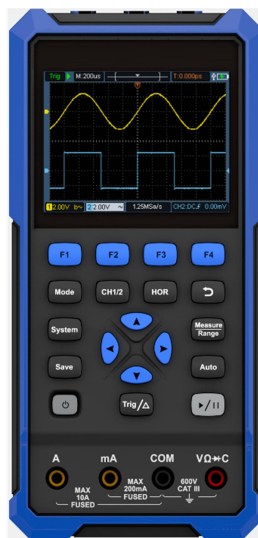 Trig M:200us T:0.000ps
1 2.00V 2 2.00V 1.25MSa/s CH2:DC 0.00mV
F1 F2 F3 F4
Mode CH1/2 HOR
System Measure
Range
Save Auto
Trig/△
A mA COM VΩC
MAX
10A
FUSED
MAX
200mA
FUSED
600V
CAT III